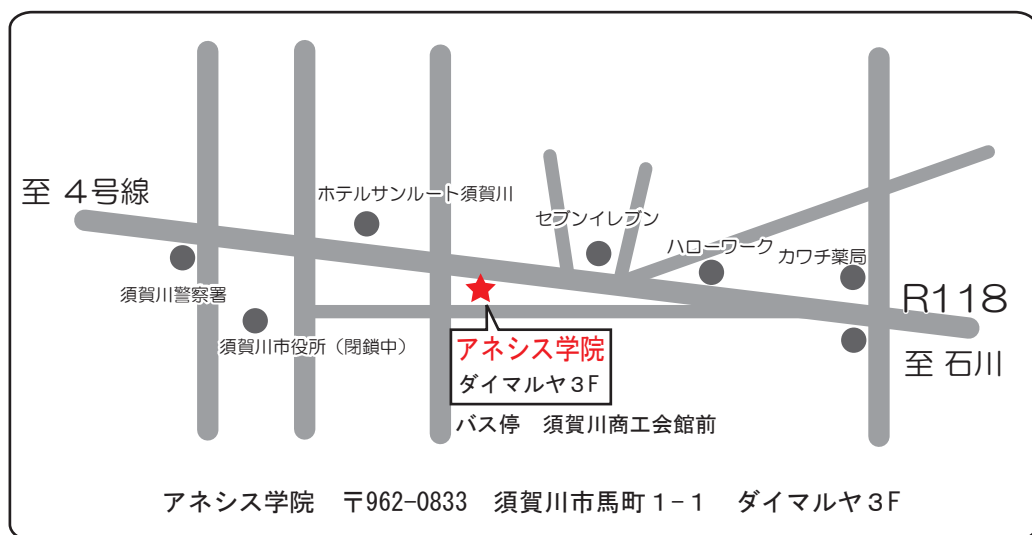 至 4号線
ホテルサンルート須賀川
セブンイレブン
ハローワーク
カワチ薬局
須賀川警察署
R118
須賀川市役所（閉鎖中）
アネシス学院
ダイマルヤ３F
至 石川
バス停　須賀川商工会館前
アネシス学院　〒962-0833　須賀川市馬町１-１　ダイマルヤ３F